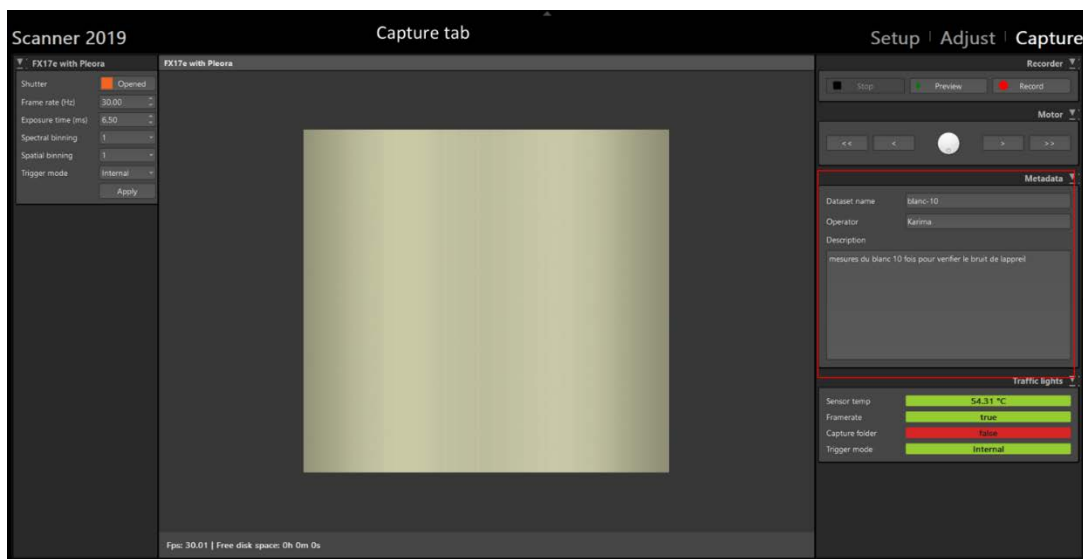 Scanner 2019
Capture tab
Setup Adjust Capture
FX17e with Pleora
Shutter Opened
Frame rate (Hz) 30.00
Exposure time (ms) 6.50
Spectral binning 1
Spatial binning 1
Trigger mode Internal
Apply
FX17e with Pleora
Fps: 30.01 | Free disk space: 0h 0m 0s
Recorder
Stop Preview Record
Motor
<< < > >>
Metadata
Dataset name blanc-10
Operator Karima
Description
mesures du blanc 10 fois pour verifier le bruit de lappreil
Traffic lights
Sensor temp 54.31 °C
Framerate true
Capture folder false
Trigger mode Internal